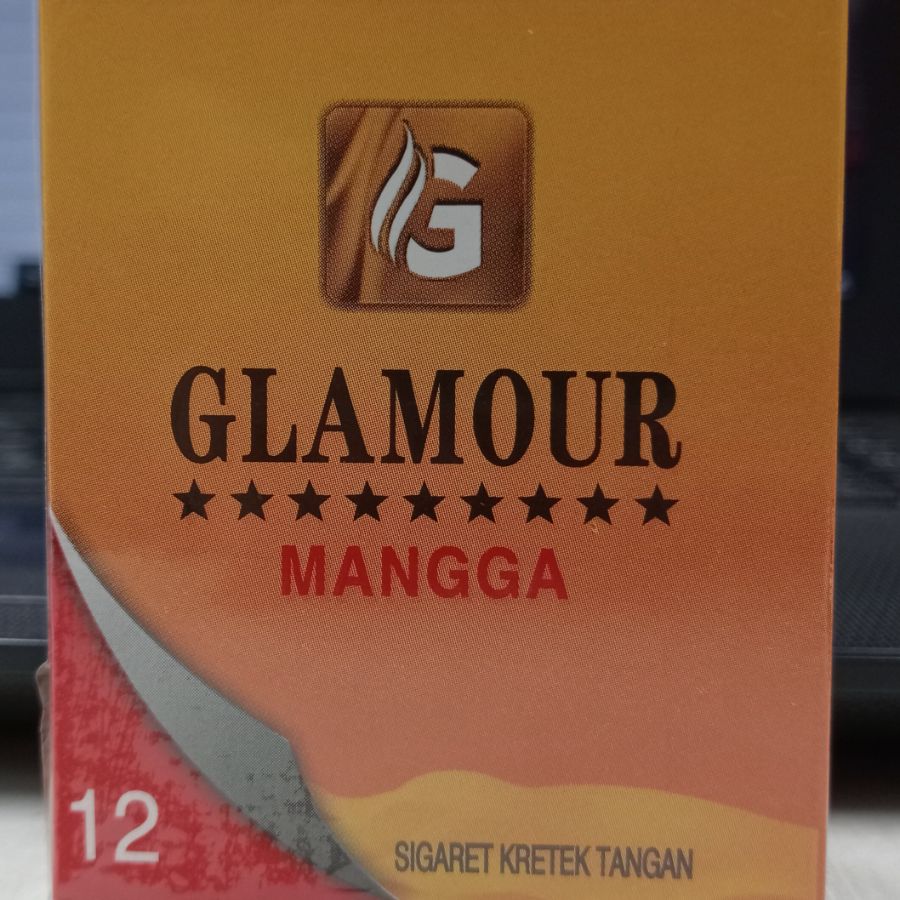 G
GLAMOUR
MANGGA
12
SIGARET KRETEK TANGAN